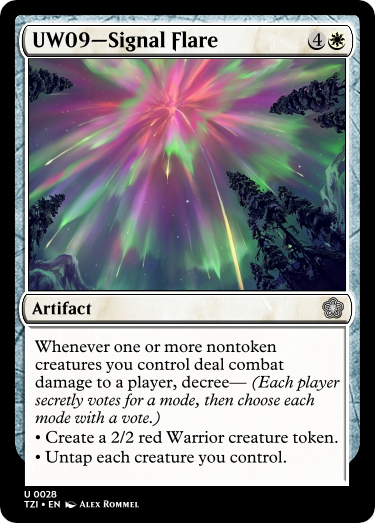 UW09—Signal Flare 4
Artifact
Whenever one or more nontoken
creatures you control deal combat
damage to a player, decree— (Each player
secretly votes for a mode, then choose each
mode with a vote.)
• Create a 2/2 red Warrior creature token.
• Untap each creature you control.
U 0028
TZI • EN Alex Rommel